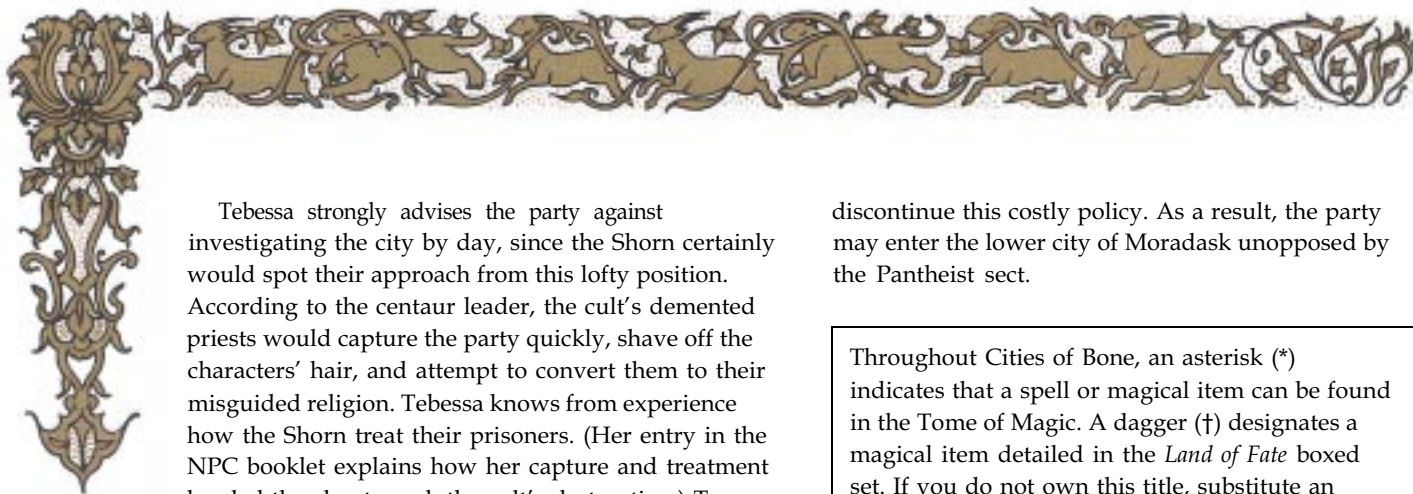 Tebessa strongly advises the party against
investigating the city by day, since the Shorn certainly
would spot their approach from this lofty position.
According to the centaur leader, the cult's demented
priests would capture the party quickly, shave off the
characters' hair, and attempt to convert them to their
misguided religion. Tebessa knows from experience
how the Shorn treat their prisoners. (Her entry in the
NPC booklet explains how her capture and treatment
the cult's destruction.)
discontinue this costly policy. As a result, the party
may enter the lower city of Moradask unopposed by
the Pantheist sect.
Throughout Cities of Bone, an asterisk (*)
indicates that a spell or magical item can be found
in the Tome of Magic. A dagger (†) designates a
magical item detailed in the Land of Fate boxed
set. If you do not own this title, substitute an